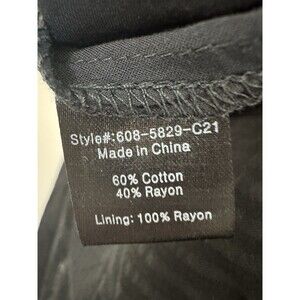 Style#:608-5829-C21
Made in China
60% Cotton
40% Rayon
Lining: 100% Rayon